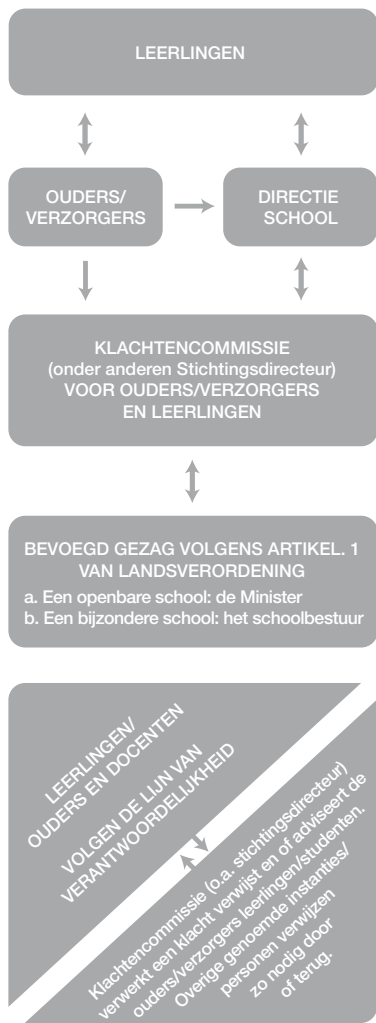 LEERLINGEN
OUDERS/
VERZORGERS
DIRECTIE
SCHOOL
KLACHTENCOMMISSIE
(onder anderen Stichtingsdirecteur)
VOOR OUDERS/VERZORGERS
EN LEERLINGEN
BEVOEGD GEZAG VOLGENS ARTIKEL. 1
VAN LANDSVERORDENING
a. Een openbare school: de Minister
b. Een bijzondere school: het schoolbestuur
LEERLINGEN/
OUDERS EN DOCENTEN
VOLGEN DE LIJN VAN
VERANTWOORDELIJKHEID
Klachtencommissie (o.a. stichtingsdirecteur)
verwerkt een klacht verwijst en of adviseert de
ouders/verzorgers leerlingen/studenten.
Overige genoemde instanties/
personen verwijzen
zo nodig door
of terug.